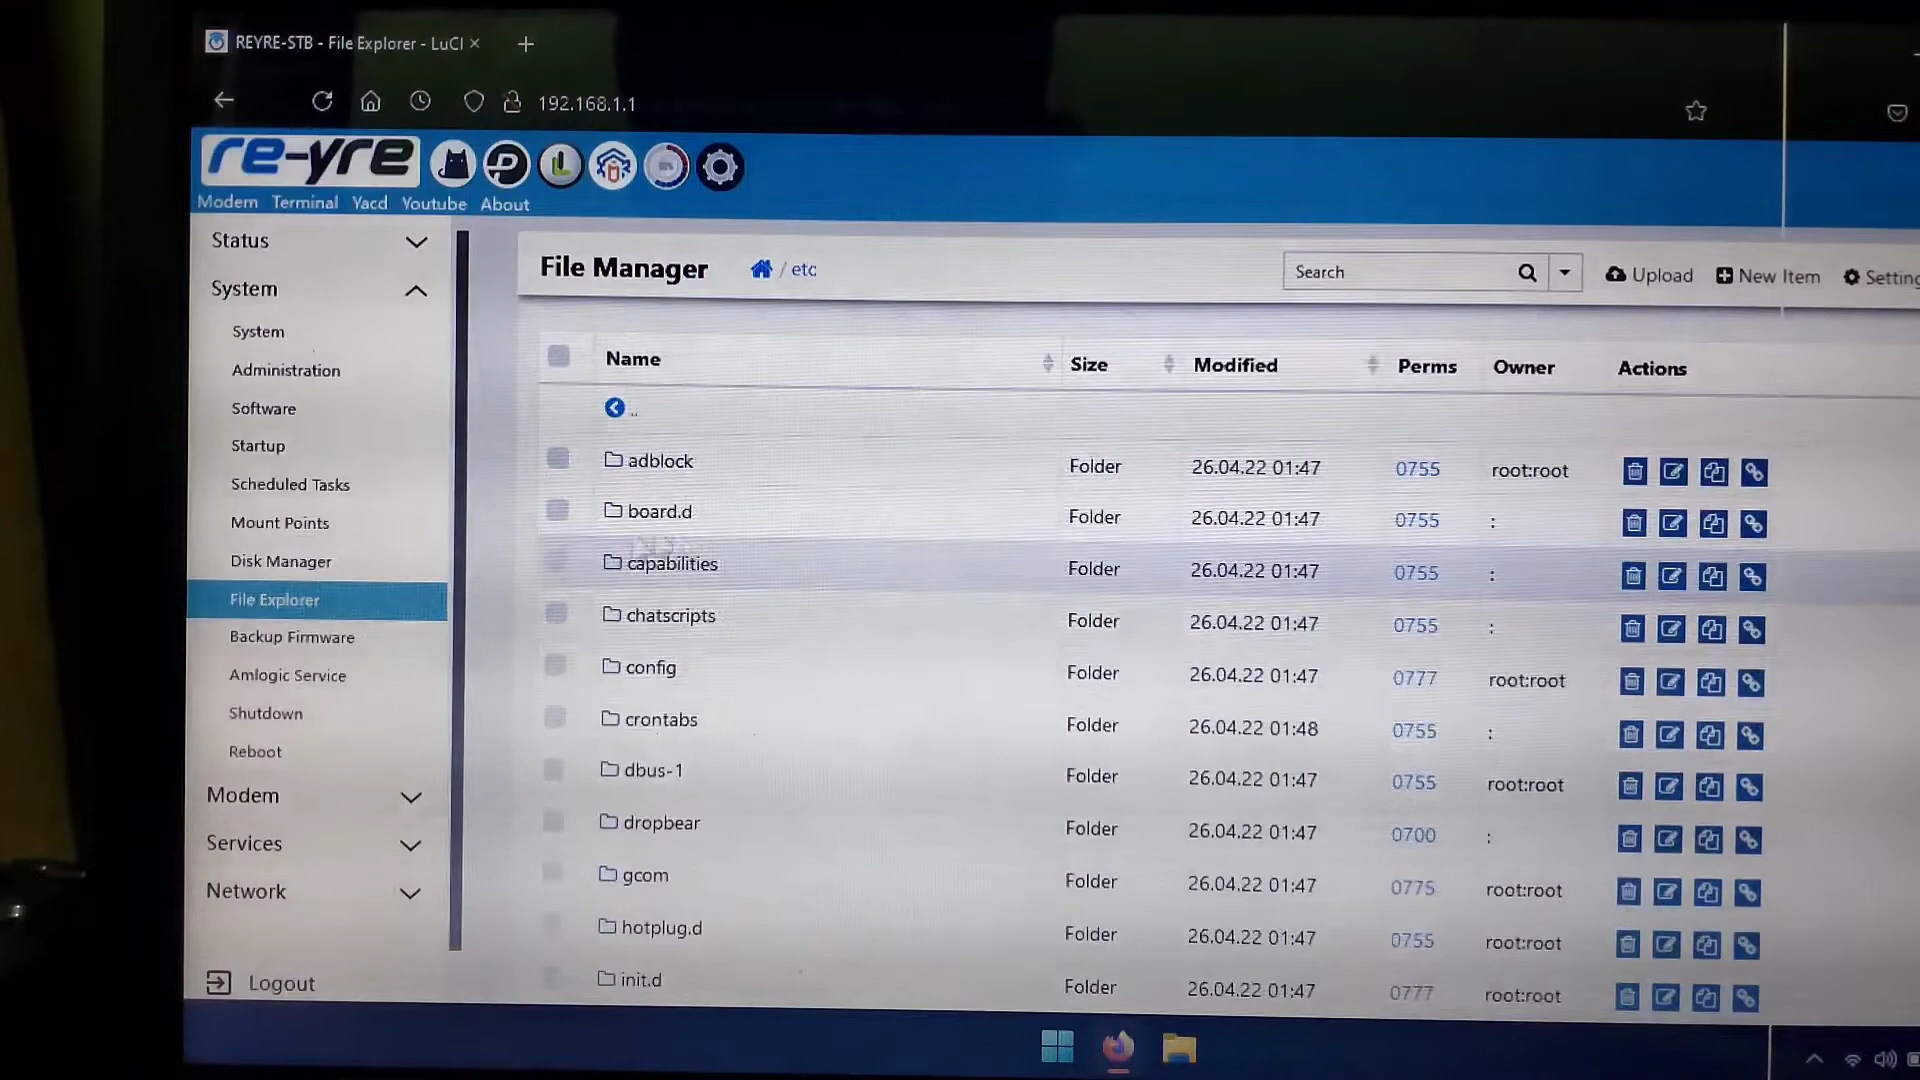 REYRE-STB - File Explorer - LuCI
192.168.1.1
re-yre
Modem Terminal Yacd Youtube About
Status
System
System
Administration
Software
Startup
Scheduled Tasks
Mount Points
Disk Manager
File Explorer
Backup Firmware
Amlogic Service
Shutdown
Reboot
Modem
Services
Network
Logout
File Manager / etc
Search Upload New Item Setting
Name Size Modified Perms Owner Actions
..
adblock Folder 26.04.22 01:47 0755 root:root
board.d Folder 26.04.22 01:47 0755 :
capabilities Folder 26.04.22 01:47 0755 :
chatscripts Folder 26.04.22 01:47 0755 :
config Folder 26.04.22 01:47 0777 root:root
crontabs Folder 26.04.22 01:48 0755 :
dbus-1 Folder 26.04.22 01:47 0755 root:root
dropbear Folder 26.04.22 01:47 0700 :
gcom Folder 26.04.22 01:47 0775 root:root
hotplug.d Folder 26.04.22 01:47 0755 root:root
init.d Folder 26.04.22 01:47 0777 root:root